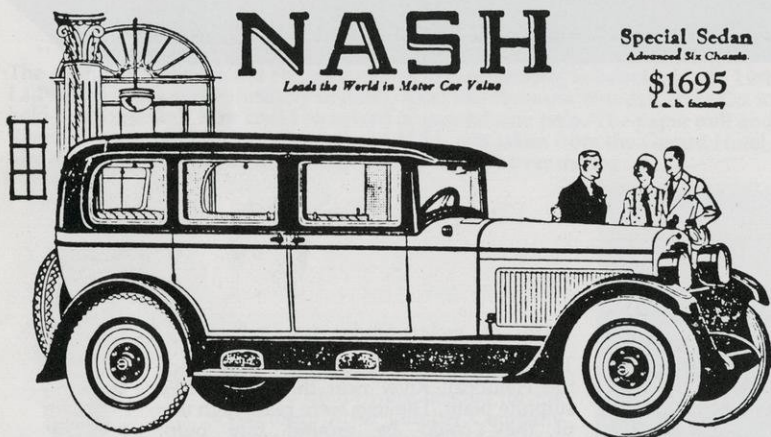 NASH
Leads the World in Motor Car Value
Special Sedan
Advanced Six Chassis
$1695
f. o. b. factory